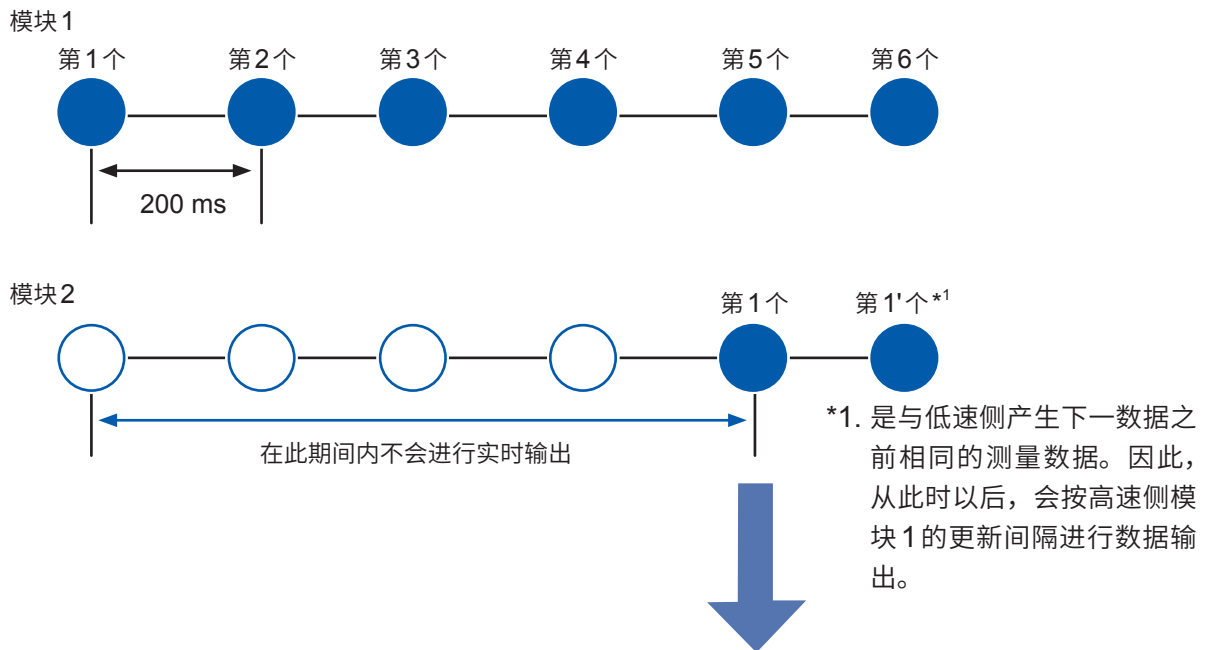 模块1
第1个 第2个 第3个 第4个 第5个 第6个
200 ms
模块2
第1个 第1'个*1
在此期间内不会进行实时输出
*1. 是与低速侧产生下一数据之
前相同的测量数据。因此，
从此时以后，会按高速侧模
块1的更新间隔进行数据输
出。